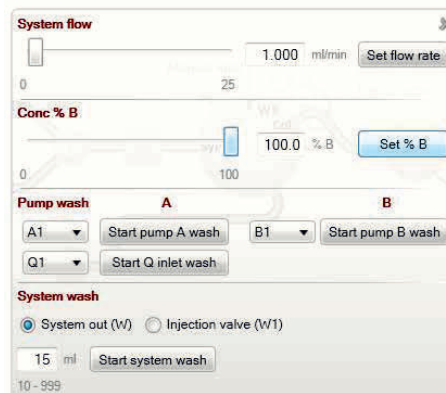 System flow
1.000 ml/min Set flow rate
0 25
Conc % B
100.0 % B Set % B
0 100
Pump wash A B
A1 Start pump A wash B1 Start pump B wash
Q1 Start Q inlet wash
System wash
System out (W) Injection valve (W1)
15 ml Start system wash
10 - 999